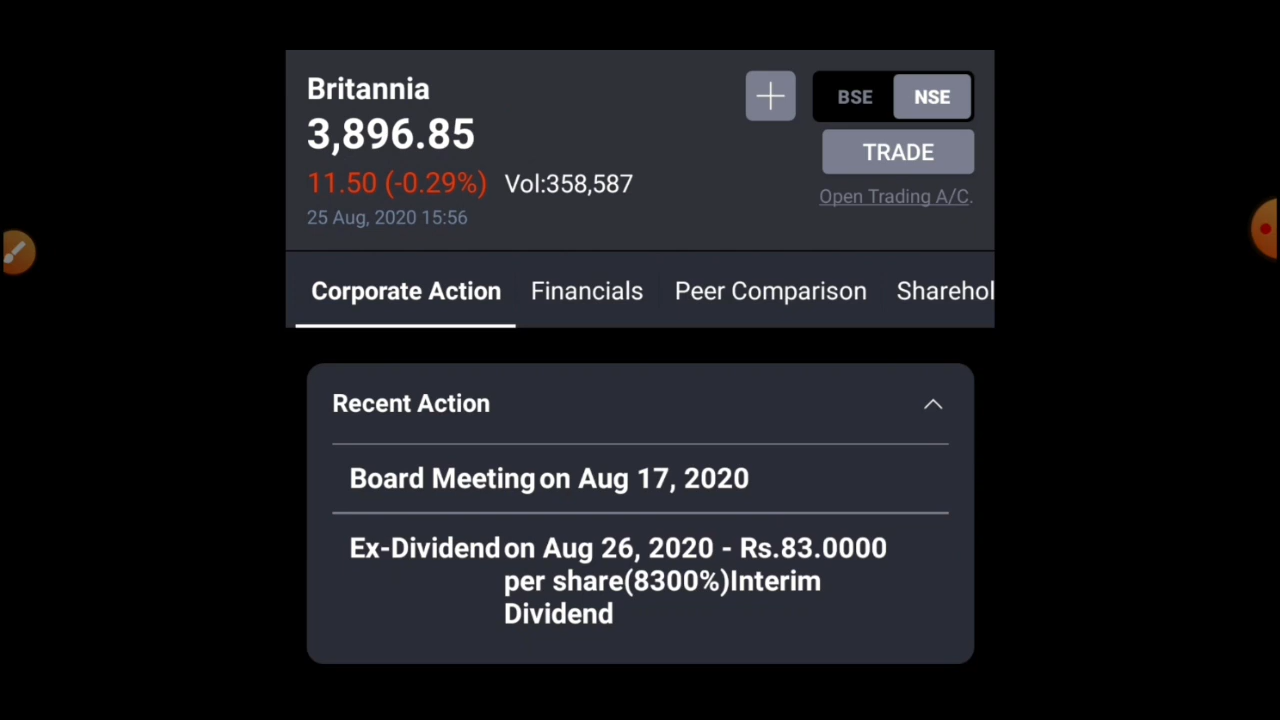 Britannia
3,896.85
11.50 (-0.29%) Vol:358,587
25 Aug, 2020 15:56
BSE NSE
TRADE
Open Trading A/C.
Corporate Action Financials Peer Comparison Sharehol
Recent Action
Board Meeting on Aug 17, 2020
Ex-Dividend on Aug 26, 2020 - Rs.83.0000
per share(8300%)Interim
Dividend